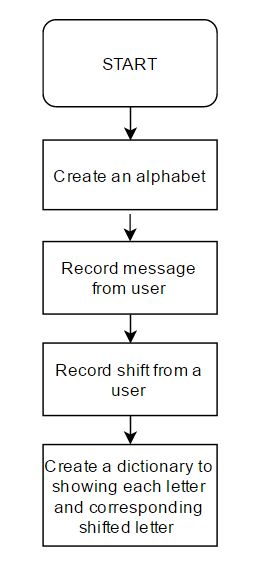 START
Create an alphabet
Record message
from user
Record shift from a
user
Create a dictionary to
showing each letter
and corresponding
shifted letter